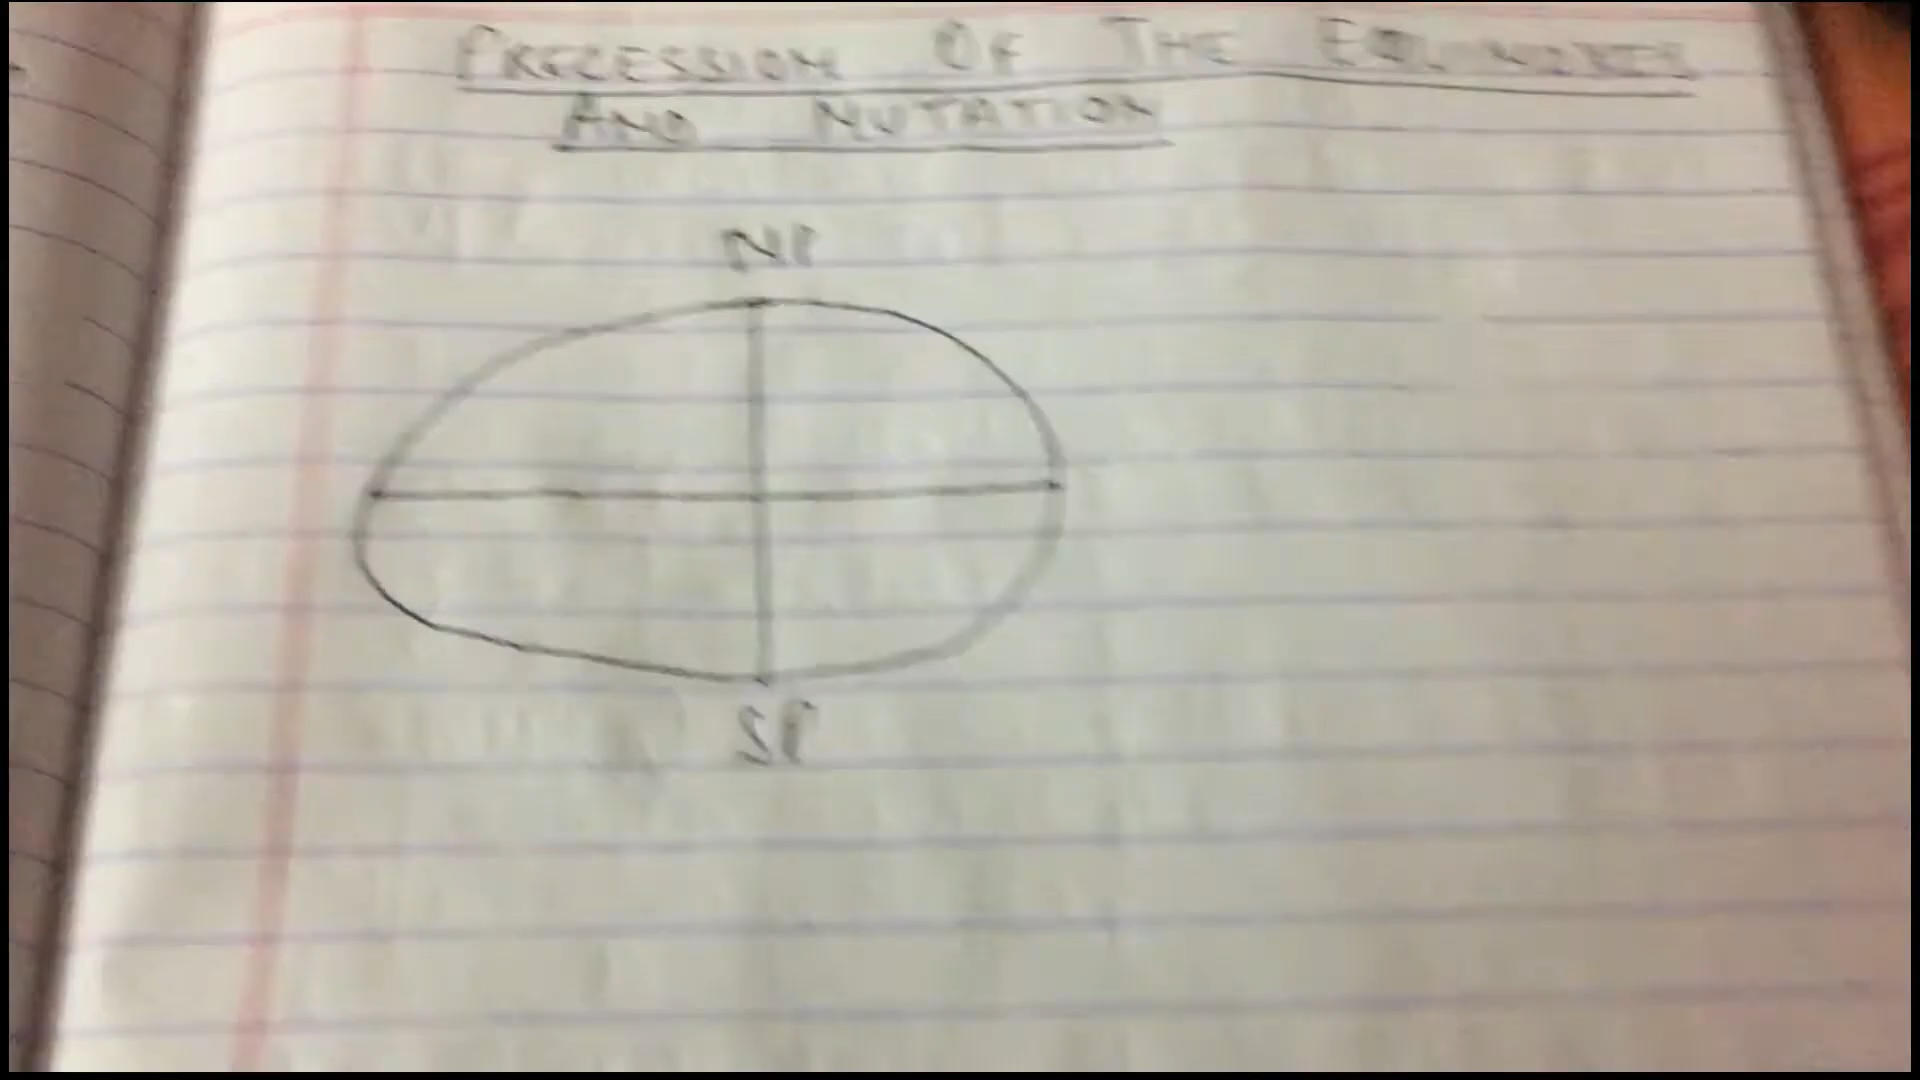 PRECESSION OF THE EQUINOXES
AND NUTATION
NP
SP